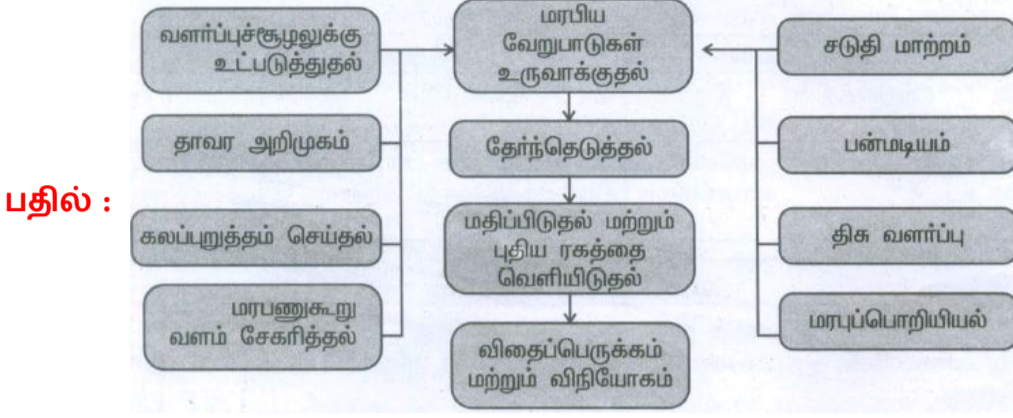 பதில் :
வளர்ப்புச்சூழலுக்கு
உட்படுத்துதல்
தாவர அறிமுகம்
கலப்புறுத்தம் செய்தல்
மரபணுகூறு
வளம் சேகரித்தல்
மரபிய
வேறுபாடுகள்
உருவாக்குதல்
தேர்ந்தெடுத்தல்
மதிப்பிடுதல் மற்றும்
புதிய ரகத்தை
வெளியிடுதல்
விதைப்பெருக்கம்
மற்றும் விநியோகம்
சடுதி மாற்றம்
பன்மடியம்
திசு வளர்ப்பு
மரபுப்பொறியியல்